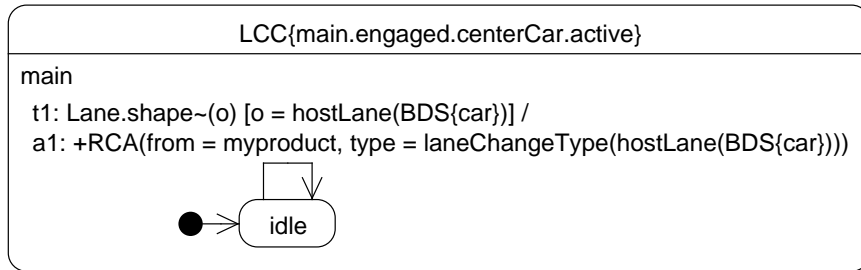 LCC{main.engaged.centerCar.active}
main
t1: Lane.shape~(o) [o = hostLane(BDS{car})] /
a1: +RCA(from = myproduct, type = laneChangeType(hostLane(BDS{car})))
idle